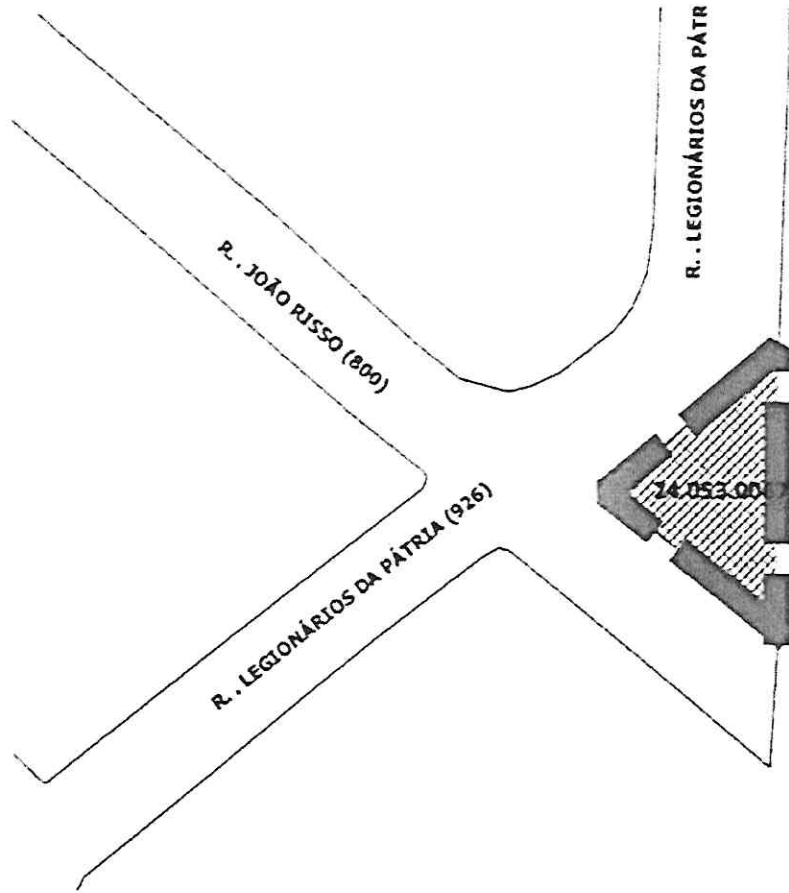 R. . LEGIONÁRIOS DA PÁTR
R. . JOÃO RISSO (800)
R. . LEGIONÁRIOS DA PÁTRIA (926)